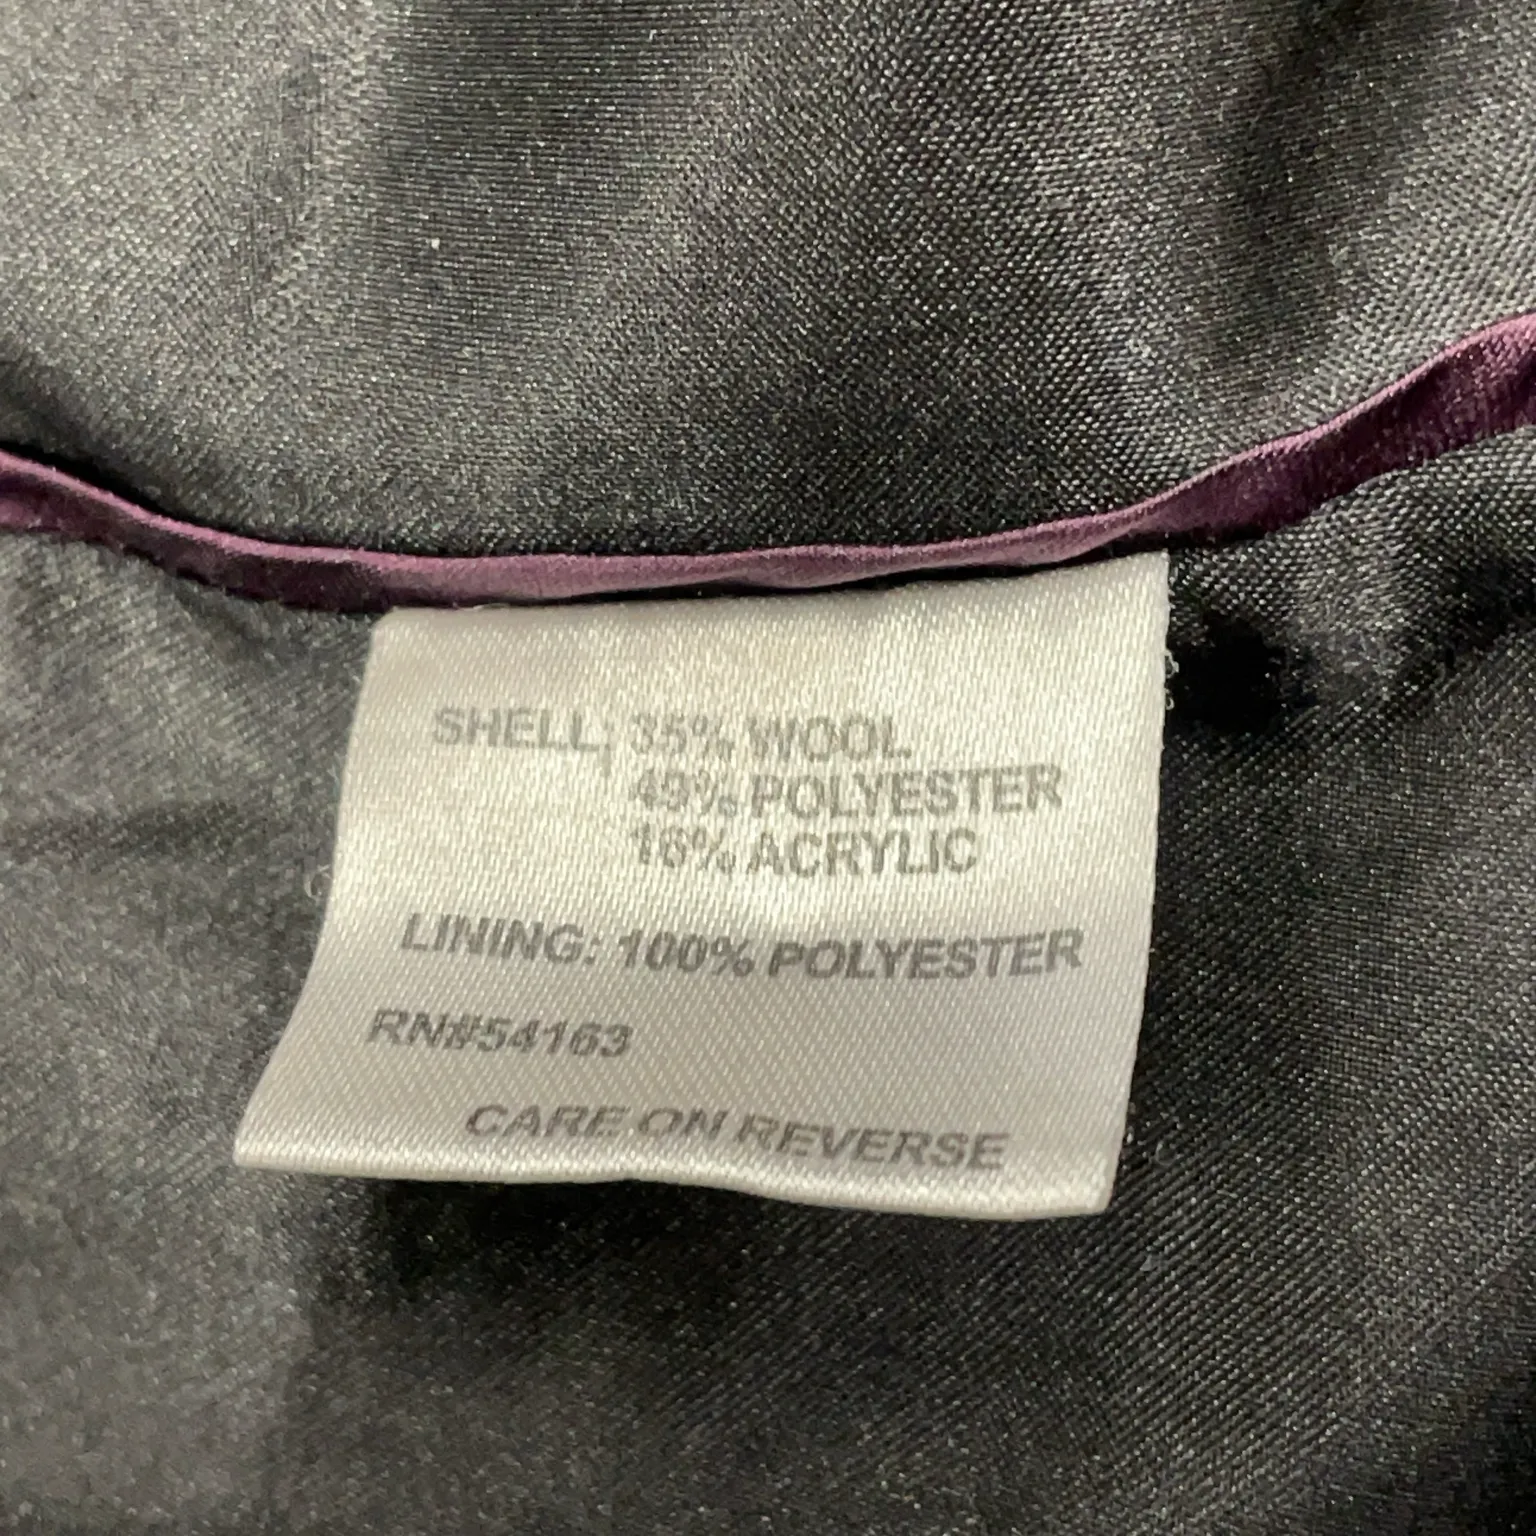 SHELL: 35% WOOL
49% POLYESTER
16% ACRYLIC
LINING: 100% POLYESTER
RN#54163
CARE ON REVERSE